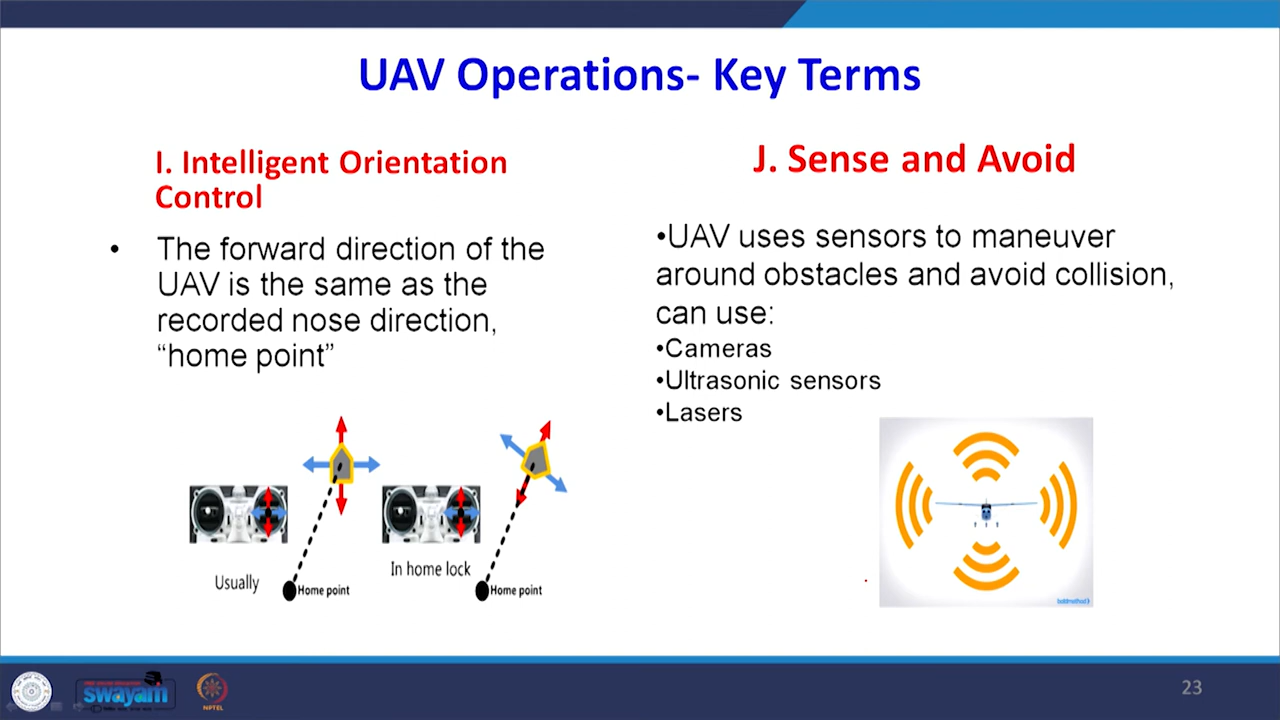 UAV Operations- Key Terms
I. Intelligent Orientation
Control
• The forward direction of the
UAV is the same as the
recorded nose direction,
“home point”
Usually
Home point
In home lock
Home point
J. Sense and Avoid
•UAV uses sensors to maneuver
around obstacles and avoid collision,
can use:
•Cameras
•Ultrasonic sensors
•Lasers
swayam
NPTEL
23